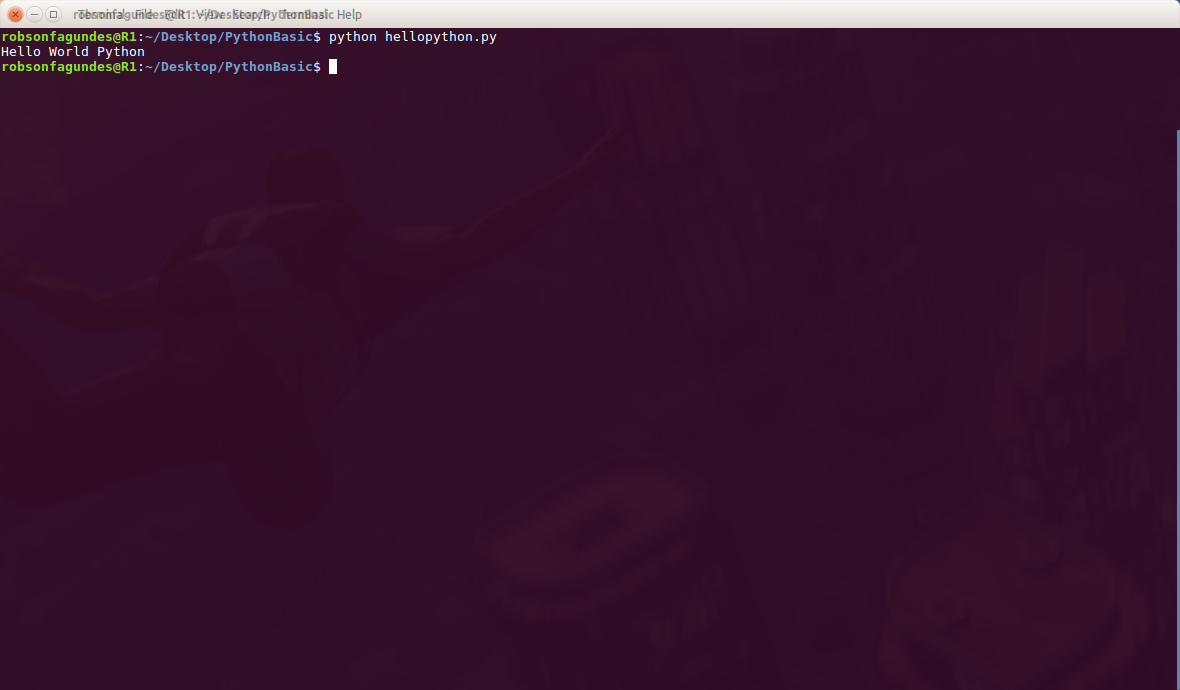 Terminal File Edit View Search Terminal Help
robsonfagundes@R1: ~/Desktop/PythonBasic
robsonfagundes@R1:~/Desktop/PythonBasic$ python hellopython.py
Hello World Python
robsonfagundes@R1:~/Desktop/PythonBasic$